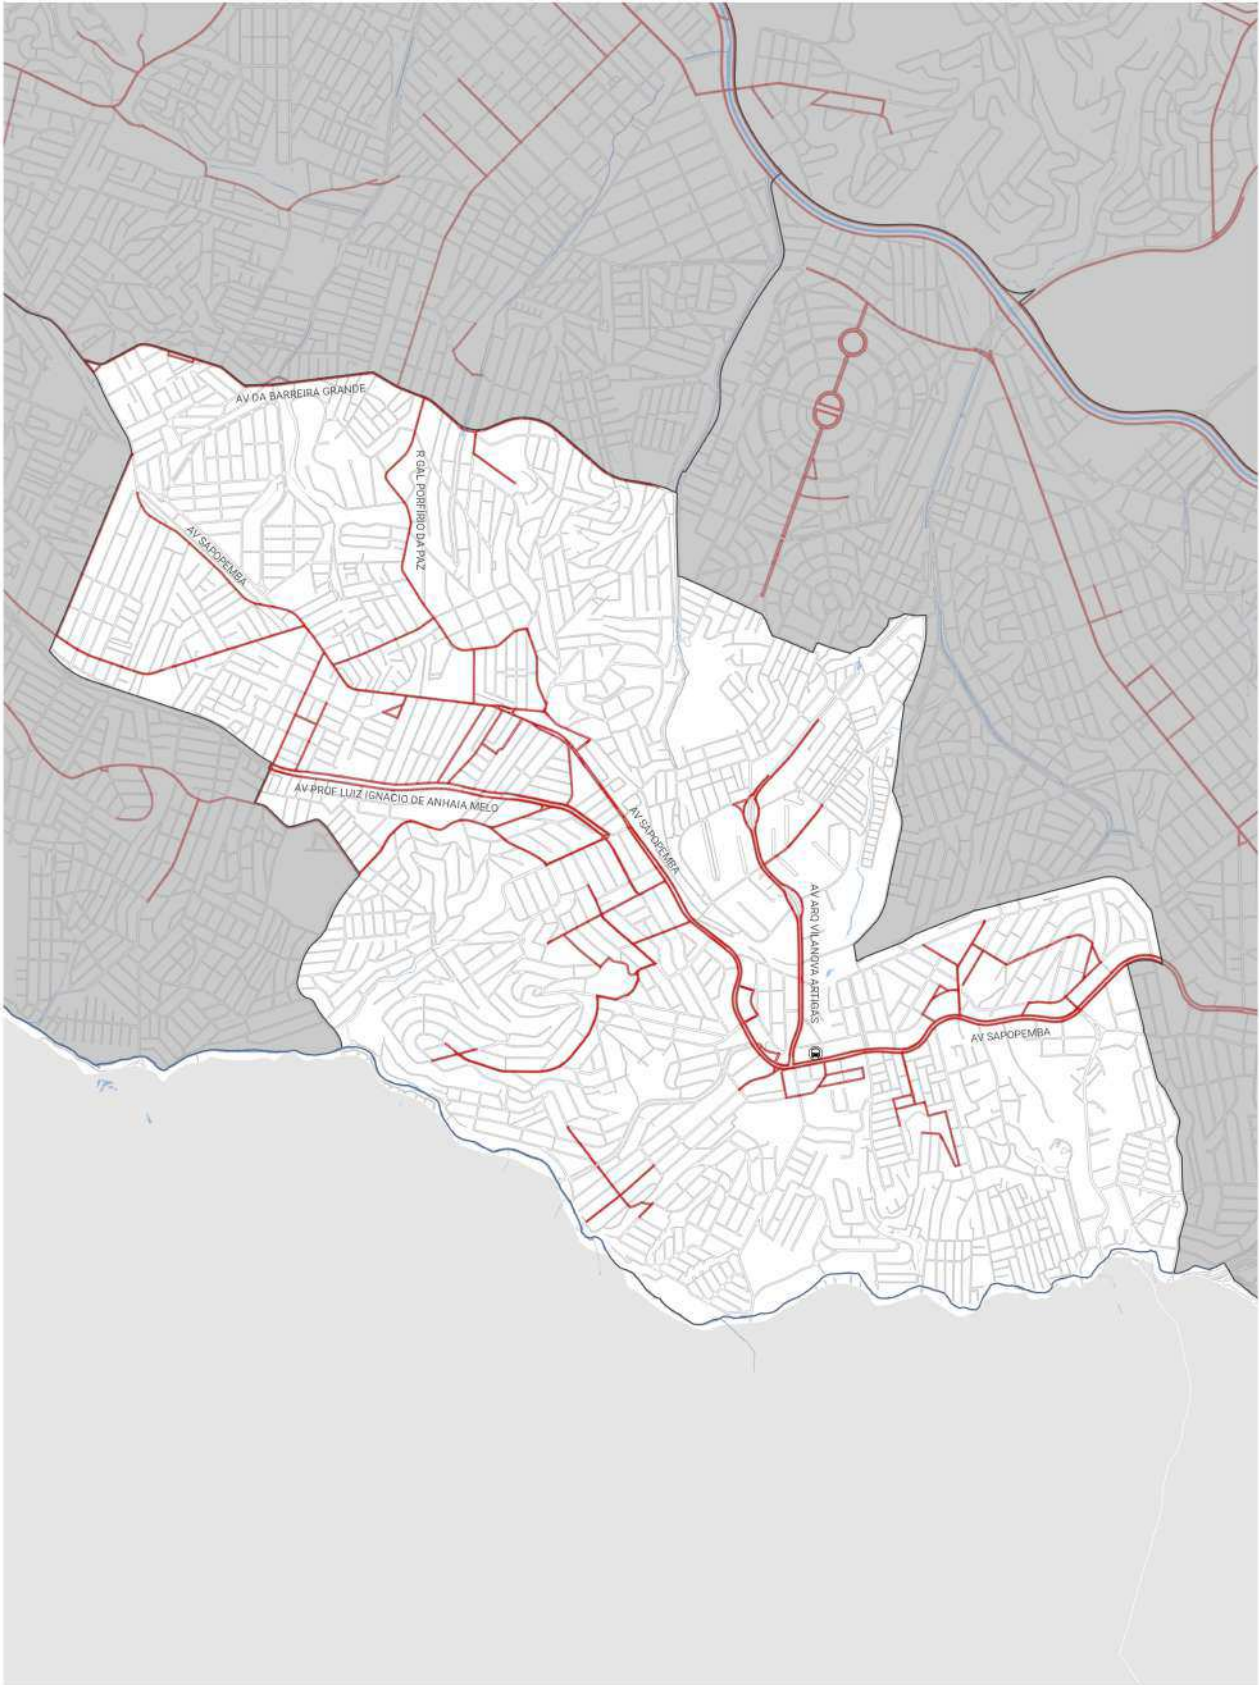 AV DA BARREIRA GRANDE
R GAL PORFÍRIO DA PAZ
AV SAPOPEMBA
AV PROF LUIZ IGNACIO DE ANHAIA MELO
AV SAPOPEMBA
AV ARQ VILANOVA ARTIGAS
AV SAPOPEMBA